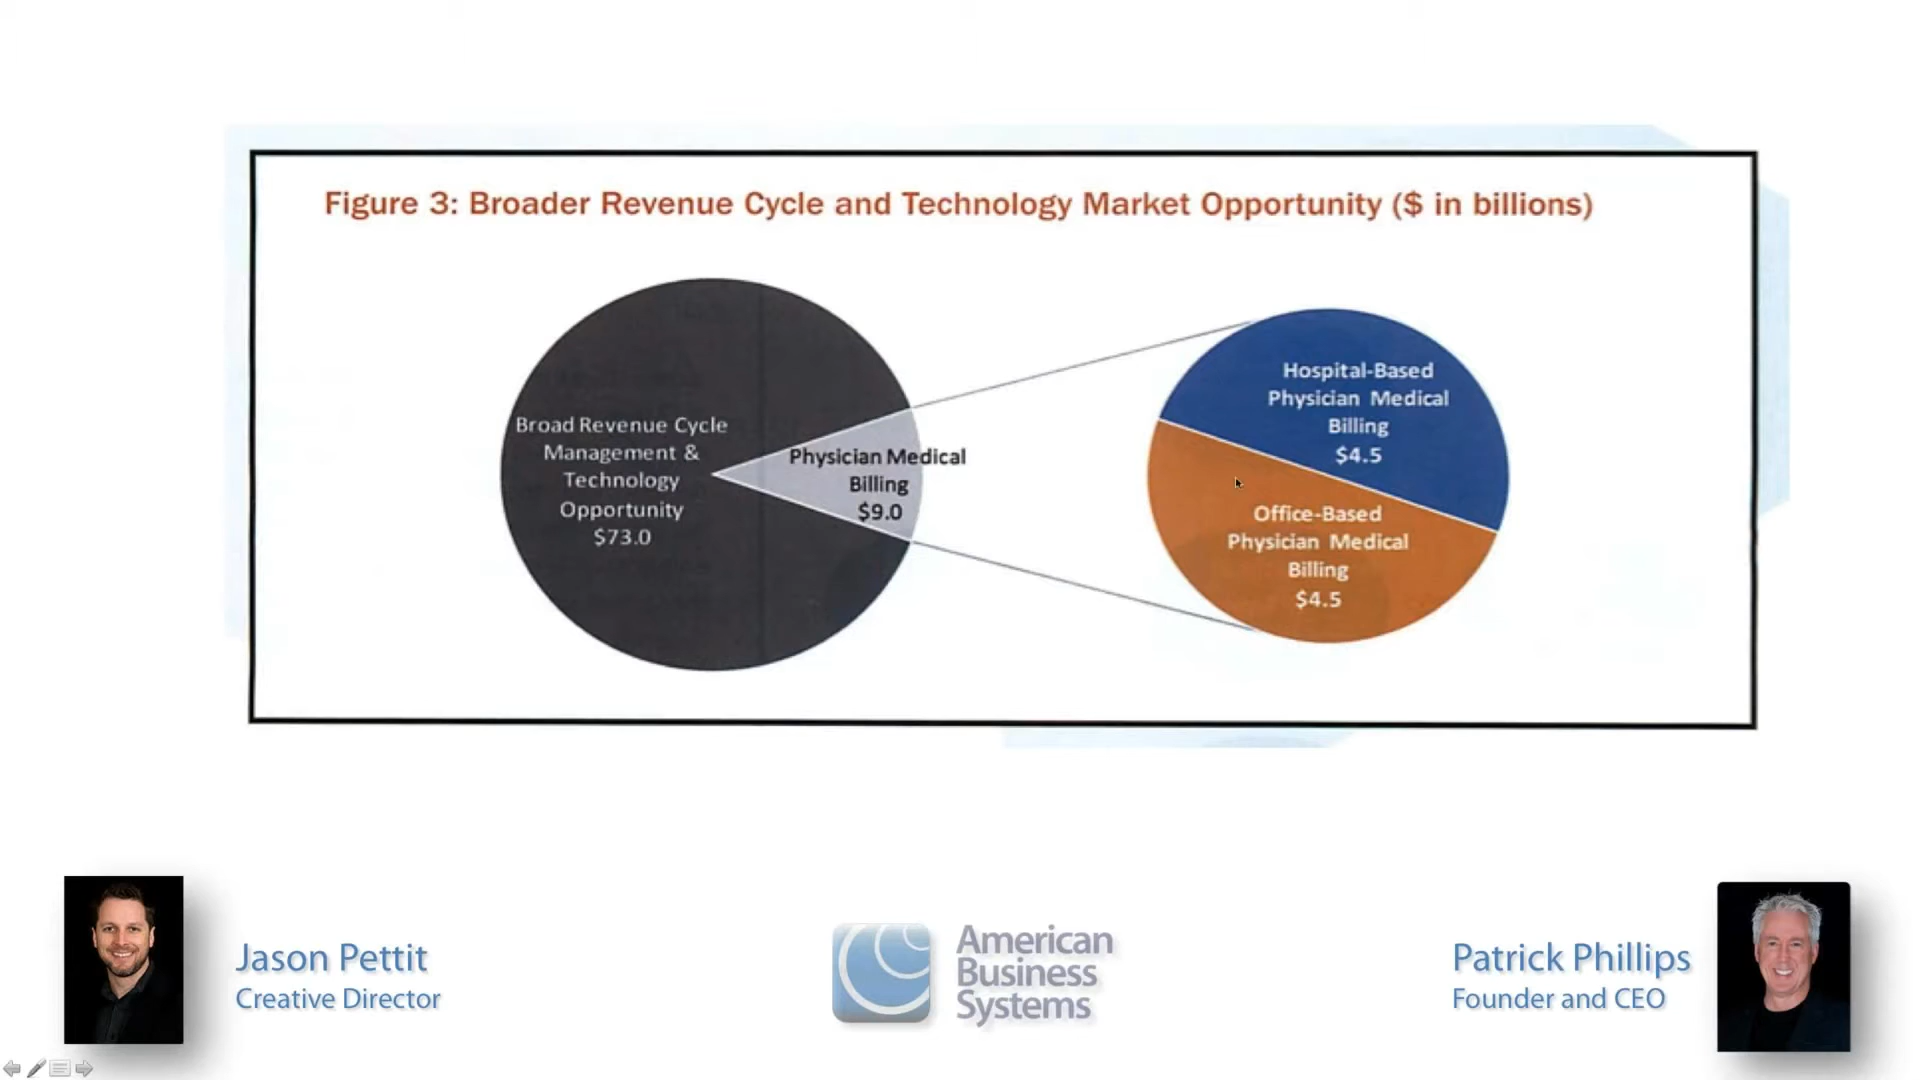 Figure 3: Broader Revenue Cycle and Technology Market Opportunity ($ in billions)
Broad Revenue Cycle
Management &
Technology
Opportunity
$73.0
Physician Medical
Billing
$9.0
Hospital-Based
Physician Medical
Billing
$4.5
Office-Based
Physician Medical
Billing
$4.5
Jason Pettit
Creative Director
American
Business
Systems
Patrick Phillips
Founder and CEO